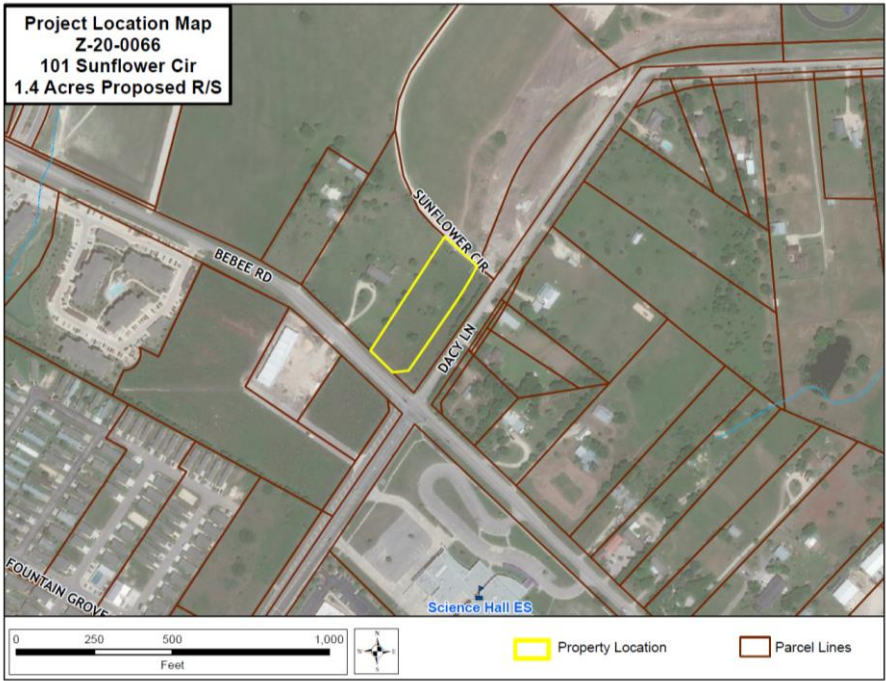 Project Location Map
Z-20-0066
101 Sunflower Cir
1.4 Acres Proposed R/S
SUNFLOWER CIR
BEBEE RD
DACY LN
FOUNTAIN GROVE
Science Hall ES
0 250 500 1,000
Feet
N
W E
S
Property Location
Parcel Lines